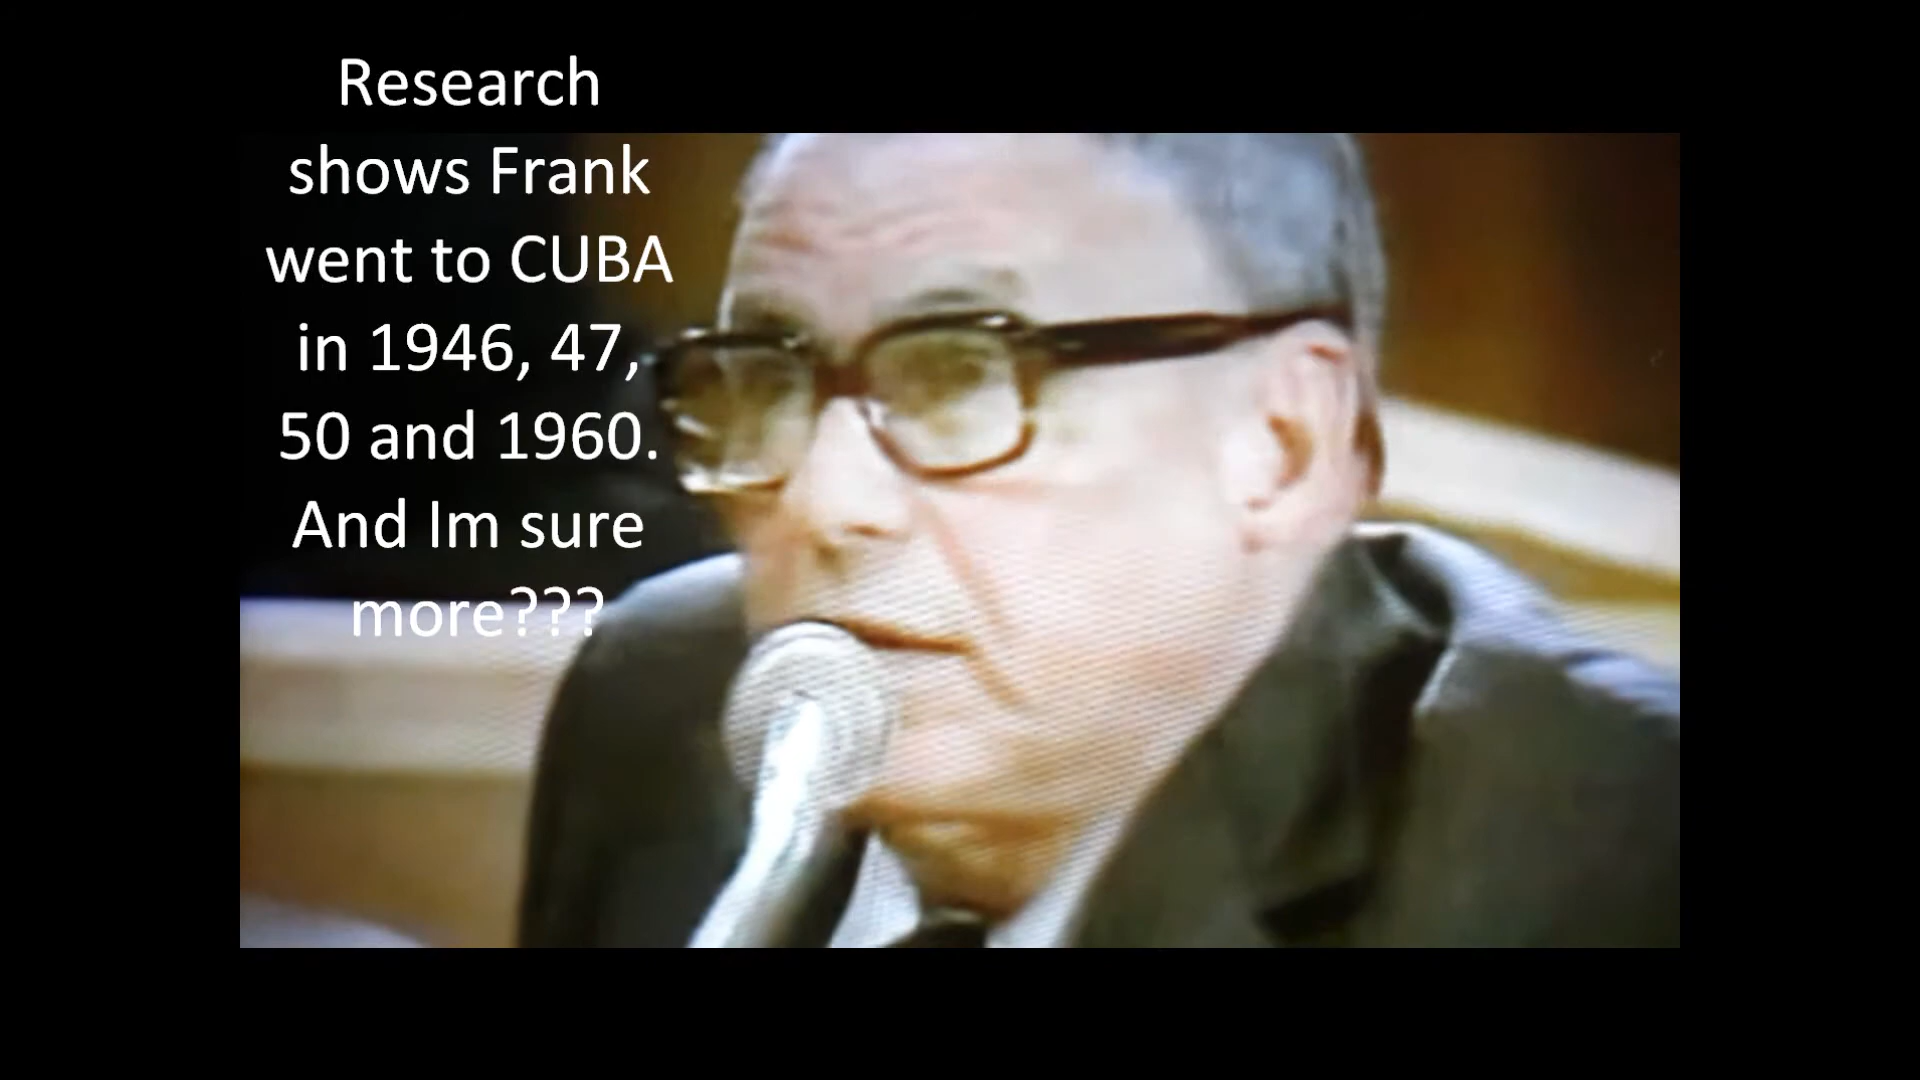 Research
shows Frank
went to CUBA
in 1946, 47,
50 and 1960.
And Im sure
more???